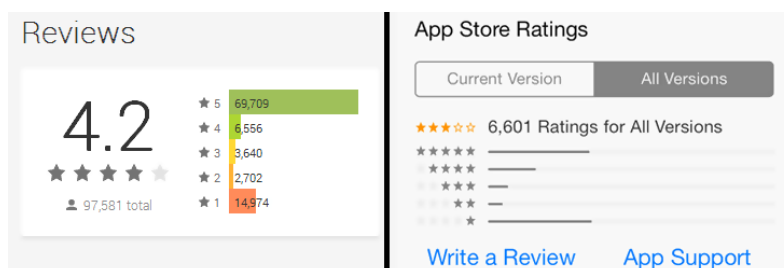 Reviews
4.2
97,581 total
5 69,709
4 6,556
3 3,640
2 2,702
1 14,974
App Store Ratings
Current Version All Versions
6,601 Ratings for All Versions
Write a Review App Support